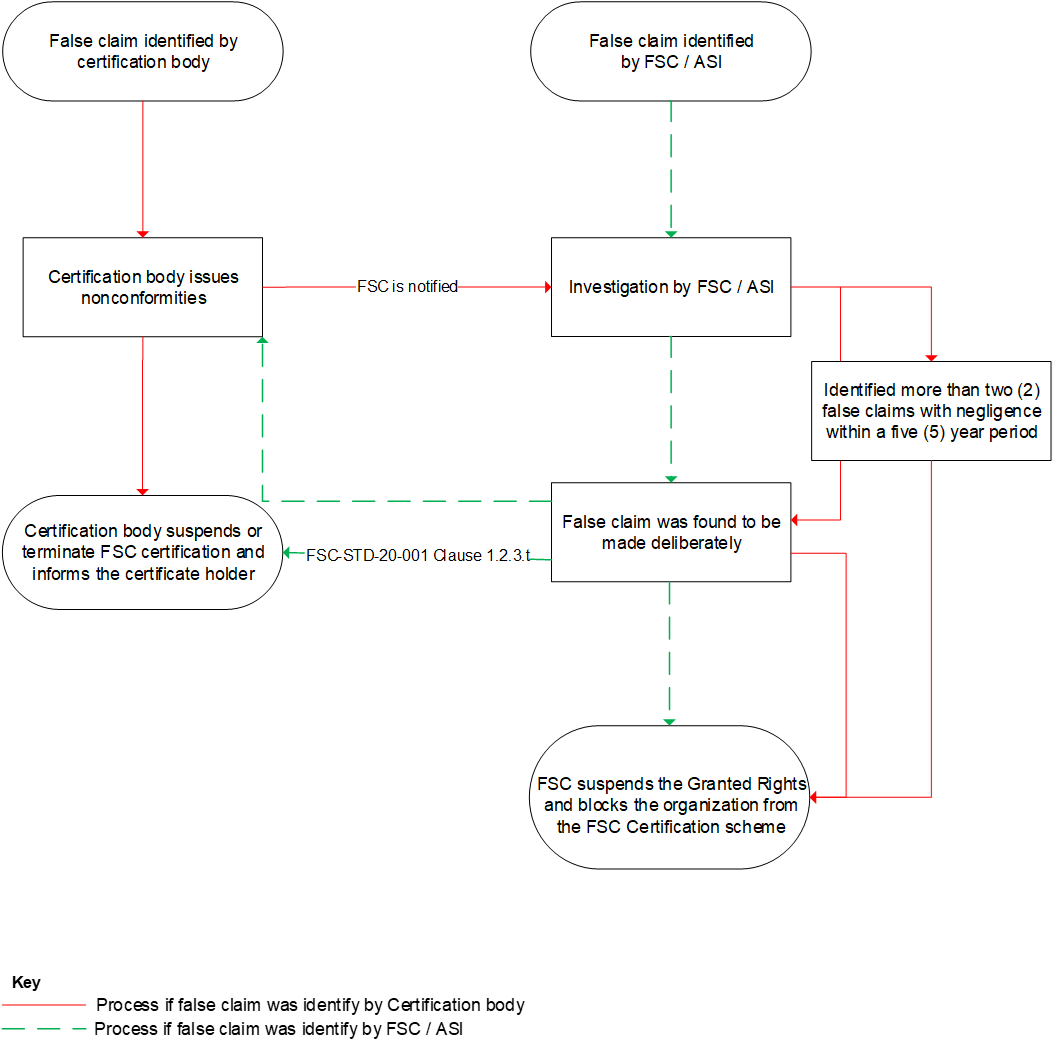 False claim identified by
certification body
False claim identified
by FSC / ASI
Certification body issues
nonconformities
FSC is notified
Investigation by FSC / ASI
Identified more than two (2)
false claims with negligence
within a five (5) year period
False claim was found to be
made deliberately
Certification body suspends or
terminate FSC certification and
informs the certificate holder
FSC-STD-20-001 Clause 1.2.3.t
FSC suspends the Granted Rights
and blocks the organization from
the FSC Certification scheme
Key
Process if false claim was identify by Certification body
Process if false claim was identify by FSC / ASI